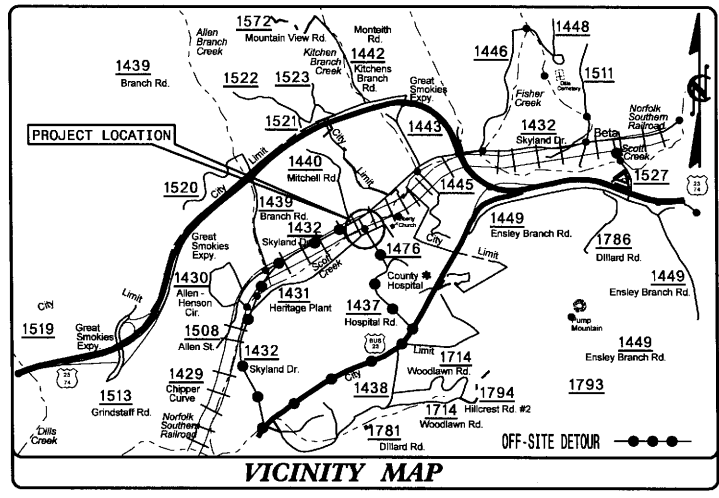 1572
Mountain View Rd.
Allen
Branch
Creek
Monteith
Rd.
Kitchen
Branch
Creek
1442
Kitchens
Branch
Rd.
1439
Branch Rd.
1522
1523
1446
1448
1511
Great
Smokies
Expy.
Fisher
Creek
Cemetery
Norfolk
Southern
Railroad
1521
1443
1432
Skyland Dr.
Beta
Scott
Creek
PROJECT LOCATION
City
Limit
Limit
1440
Mitchell Rd.
1520
City
1445
1527
23
74
1439
Branch Rd.
1432
Skyland Dr.
Church
1449
Ensley Branch Rd.
Great
Smokies
Expy.
1476
City
Limit
1786
Dillard Rd.
Scott
Creek
1430
Allen -
Henson
Cir.
1431
Heritage Plant
County
Hospital
1449
Ensley Branch Rd.
City
Limit
1437
Hospital Rd.
Pump
Mountain
1519
Great
Smokies
Expy.
1508
Allen St.
BUS
23
Limit
1449
Ensley Branch Rd.
23
74
1432
Skyland Dr.
1714
Woodlawn Rd.
City
1429
Chipper
Curve
1438
1794
Hillcrest Rd. #2
1793
1513
Grindstaff Rd.
1714
Woodlawn Rd.
Norfolk
Southern
Railroad
Dills
Creek
1781
Dillard Rd.
OFF-SITE DETOUR
VICINITY MAP